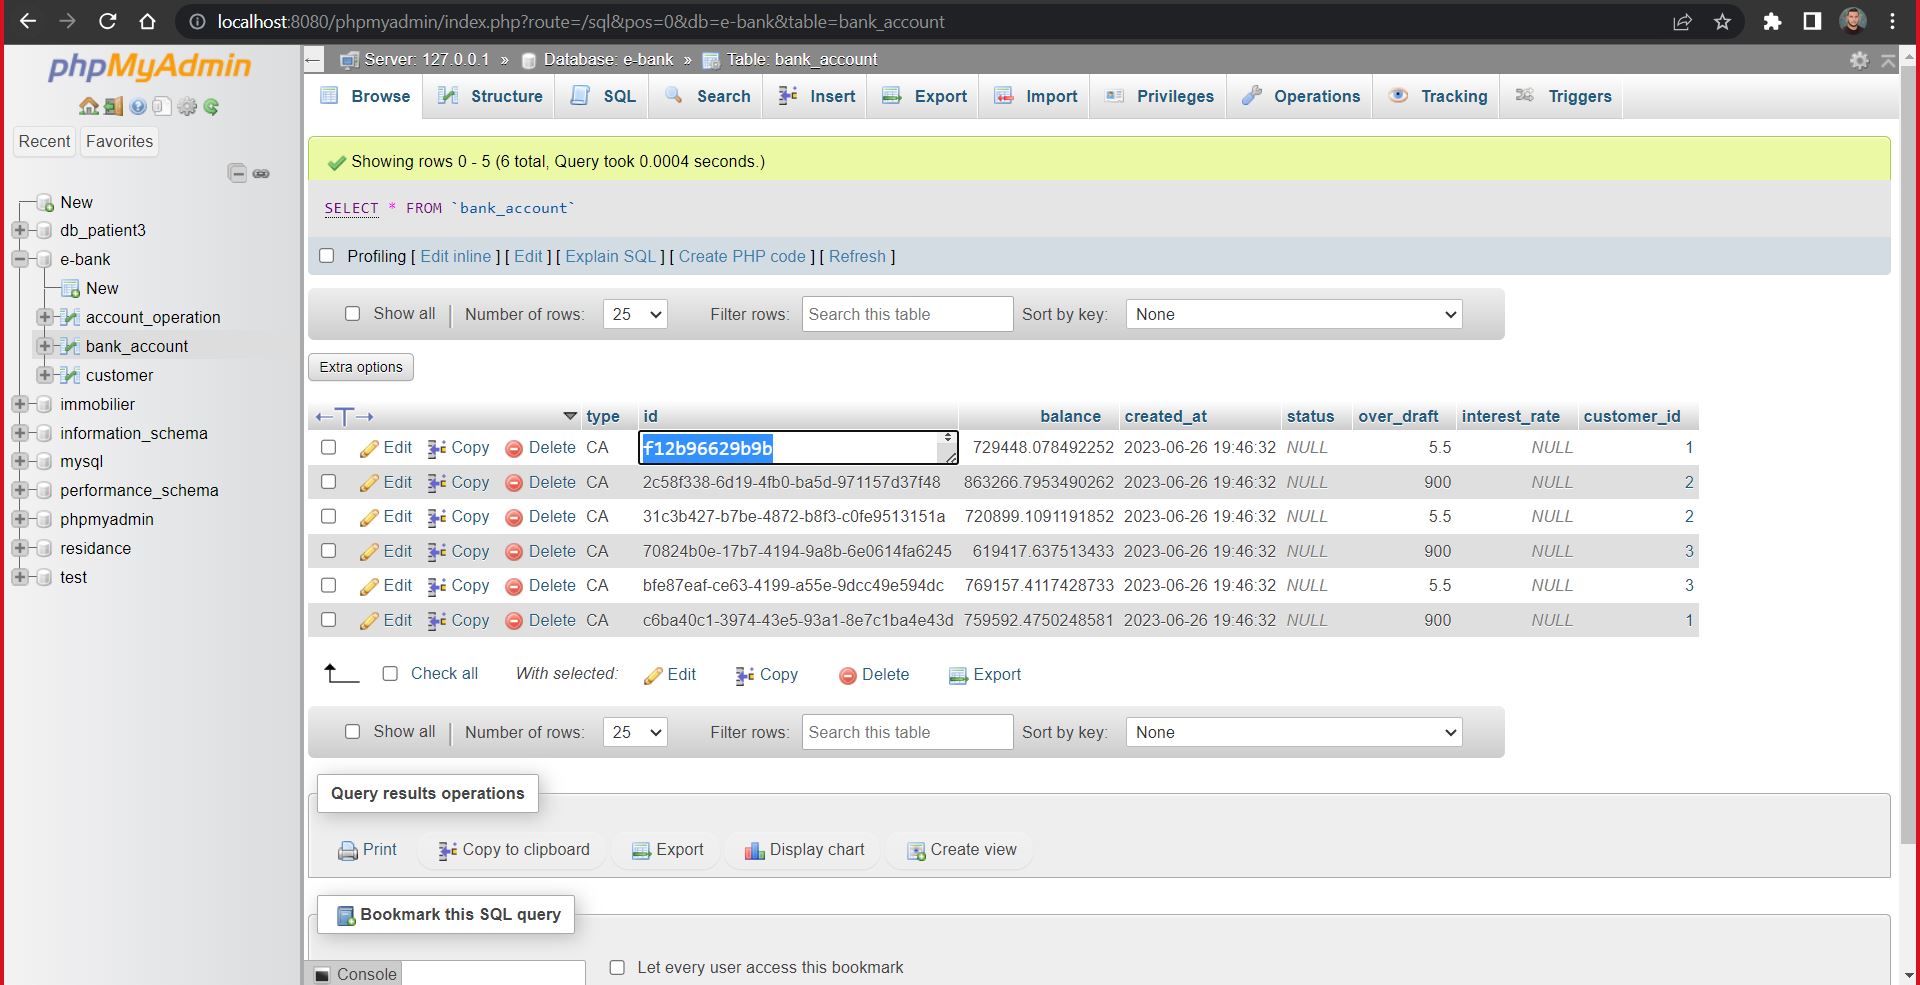 localhost:8080/phpmyadmin/index.php?route=/sql&pos=0&db=e-bank&table=bank_account
phpMyAdmin
Recent
Favorites
New
db_patient3
e-bank
New
account_operation
bank_account
customer
immobilier
information_schema
mysql
performance_schema
phpmyadmin
residance
test
Server: 127.0.0.1 » Database: e-bank » Table: bank_account
Browse Structure SQL Search Insert Export Import Privileges Operations Tracking Triggers
Showing rows 0 - 5 (6 total, Query took 0.0004 seconds.)
SELECT * FROM `bank_account`
Profiling [ Edit inline ] [ Edit ] [ Explain SQL ] [ Create PHP code ] [ Refresh ]
Show all Number of rows: 25 Filter rows: Search this table Sort by key: None
Extra options
←T→ type id balance created_at status over_draft interest_rate customer_id
Edit Copy Delete CA f12b96629b9b 729448.078492252 2023-06-26 19:46:32 NULL 5.5 NULL 1
Edit Copy Delete CA 2c58f338-6d19-4fb0-ba5d-971157d37f48 863266.7953490262 2023-06-26 19:46:32 NULL 900 NULL 2
Edit Copy Delete CA 31c3b427-b7be-4872-b8f3-c0fe9513151a 720899.1091191852 2023-06-26 19:46:32 NULL 5.5 NULL 2
Edit Copy Delete CA 70824b0e-17b7-4194-9a8b-6e0614fa6245 619417.637513433 2023-06-26 19:46:32 NULL 900 NULL 3
Edit Copy Delete CA bfe87eaf-ce63-4199-a55e-9dcc49e594dc 769157.4117428733 2023-06-26 19:46:32 NULL 5.5 NULL 3
Edit Copy Delete CA c6ba40c1-3974-43e5-93a1-8e7c1ba4e43d 759592.4750248581 2023-06-26 19:46:32 NULL 900 NULL 1
Check all With selected: Edit Copy Delete Export
Show all Number of rows: 25 Filter rows: Search this table Sort by key: None
Query results operations
Print Copy to clipboard Export Display chart Create view
Bookmark this SQL query
Let every user access this bookmark
Console